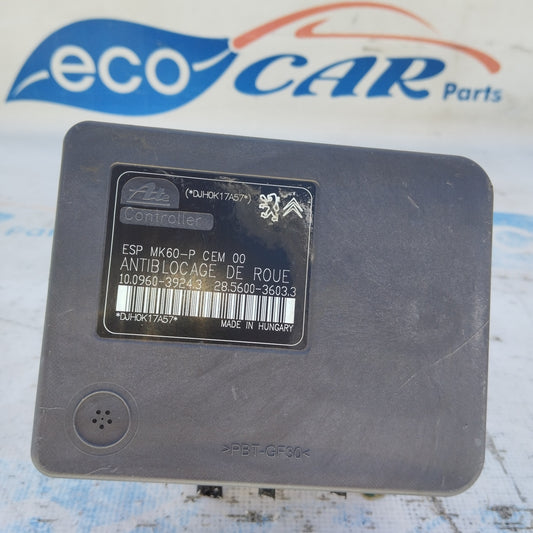 eco CAR Parts
Ate
(*DJH0K17A57*)
Controller
ESP MK60-P CEM 00
ANTIBLOCAGE DE ROUE
10.0960-3924.3 28.5600-3603.3
*DJH0K17A57*
MADE IN HUNGARY
>PBT-GF30<